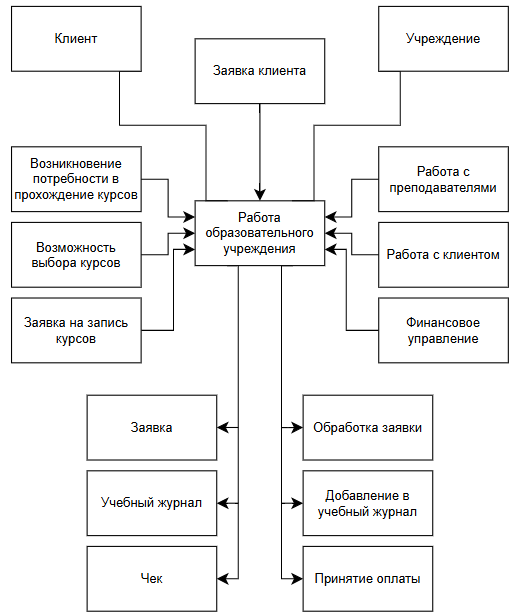 Клиент
Заявка клиента
Учреждение
Возникновение
потребности в
прохождение курсов
Возможность
выбора курсов
Заявка на запись
курсов
Работа
образовательного
учреждения
Работа с
преподавателями
Работа с клиентом
Финансовое
управление
Заявка
Учебный журнал
Чек
Обработка заявки
Добавление в
учебный журнал
Принятие оплаты